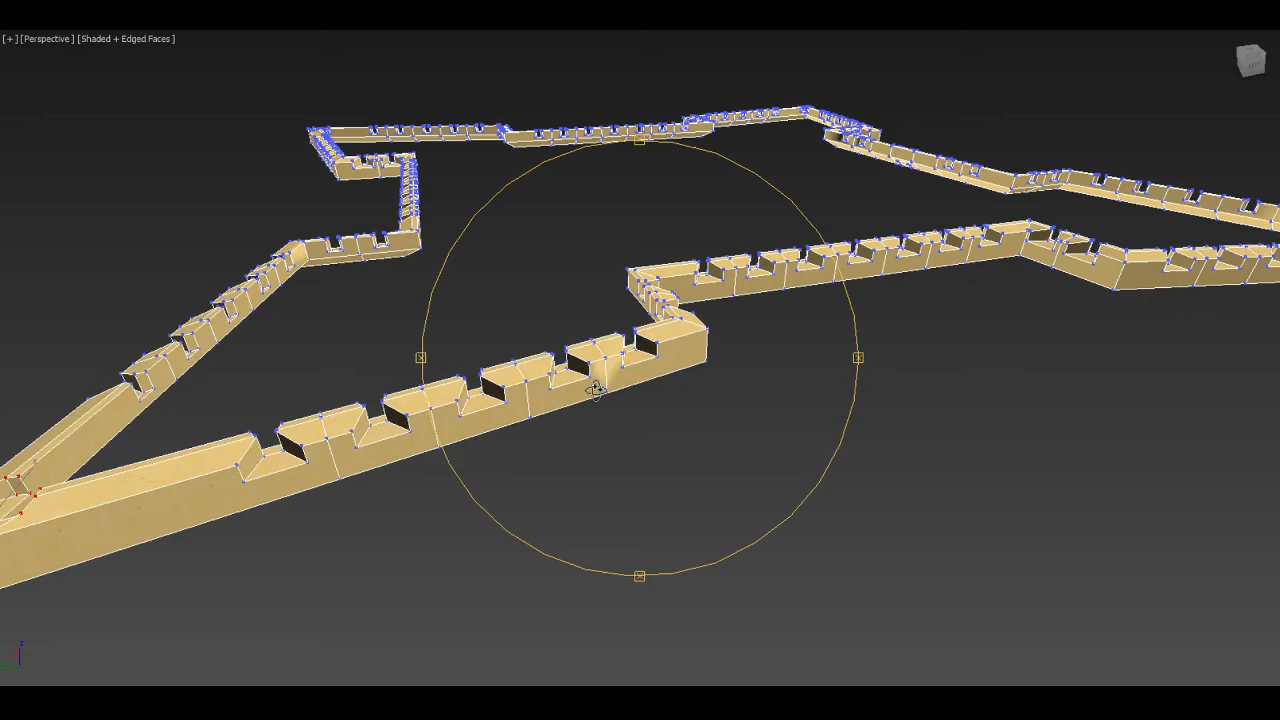 [+] [Perspective ] [Shaded + Edged Faces ]
z